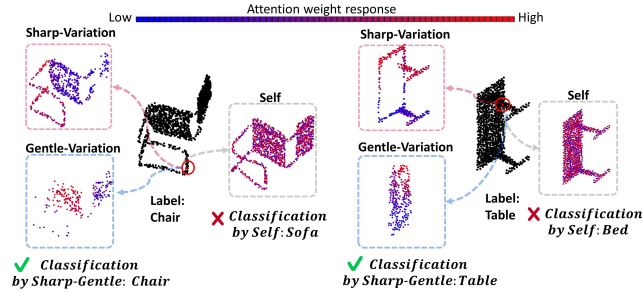 Attention weight response
Low
High
Sharp-Variation
Self
Gentle-Variation
Label:
Chair
Classification
by Self: Sofa
Classification
by Sharp-Gentle: Chair
Sharp-Variation
Self
Gentle-Variation
Label:
Table
Classification
by Self: Bed
Classification
by Sharp-Gentle: Table